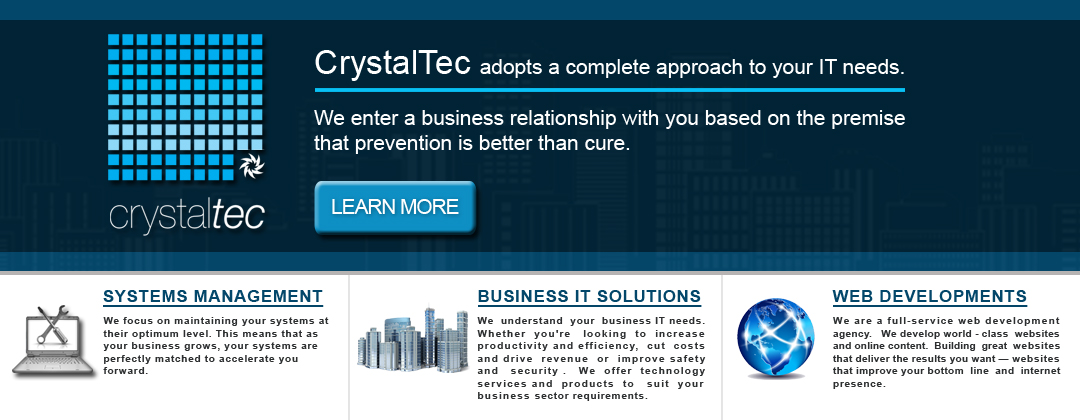 CrystalTec adopts a complete approach to your IT needs.
We enter a business relationship with you based on the premise
that prevention is better than cure.
LEARN MORE
crystaltec
SYSTEMS MANAGEMENT
We focus on maintaining your systems at
their optimum level. This means that as
your business grows, your systems are
perfectly matched to accelerate you
forward.
BUSINESS IT SOLUTIONS
We understand your business IT needs.
Whether you're looking to increase
productivity and efficiency, cut costs
and drive revenue or improve safety
and security. We offer technology
services and products to suit your
business sector requirements.
WEB DEVELOPMENTS
We are a full-service web development
agency. We develop world - class websites
and online content. Building great websites
that deliver the results you want — websites
that improve your bottom line and internet
presence.